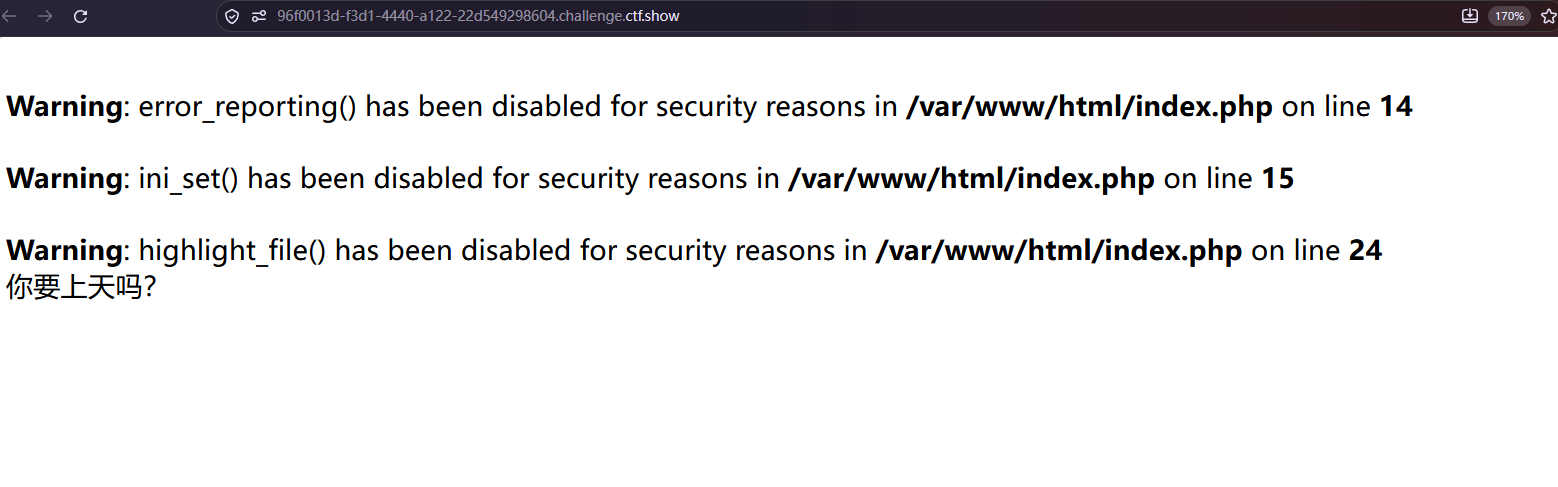 96f0013d-f3d1-4440-a122-22d549298604.challenge.ctf.show
170%
Warning: error_reporting() has been disabled for security reasons in /var/www/html/index.php on line 14
Warning: ini_set() has been disabled for security reasons in /var/www/html/index.php on line 15
Warning: highlight_file() has been disabled for security reasons in /var/www/html/index.php on line 24
你要上天吗?